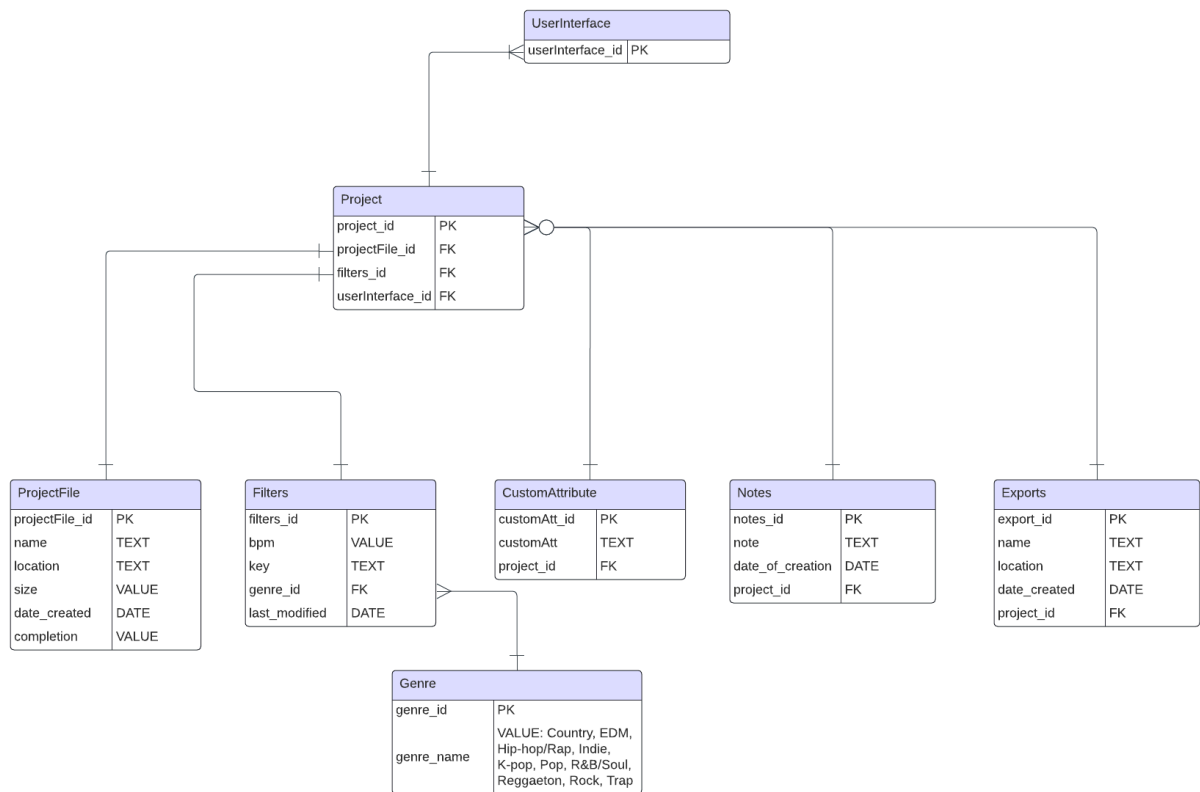 UserInterface
userInterface_id PK
Project
project_id PK
projectFile_id FK
filters_id FK
userInterface_id FK
ProjectFile
projectFile_id PK
name TEXT
location TEXT
size VALUE
date_created DATE
completion VALUE
Filters
filters_id PK
bpm VALUE
key TEXT
genre_id FK
last_modified DATE
CustomAttribute
customAtt_id PK
customAtt TEXT
project_id FK
Notes
notes_id PK
note TEXT
date_of_creation DATE
project_id FK
Exports
export_id PK
name TEXT
location TEXT
date_created DATE
project_id FK
Genre
genre_id PK
genre_name VALUE: Country, EDM,
Hip-hop/Rap, Indie,
K-pop, Pop, R&B/Soul,
Reggaeton, Rock, Trap